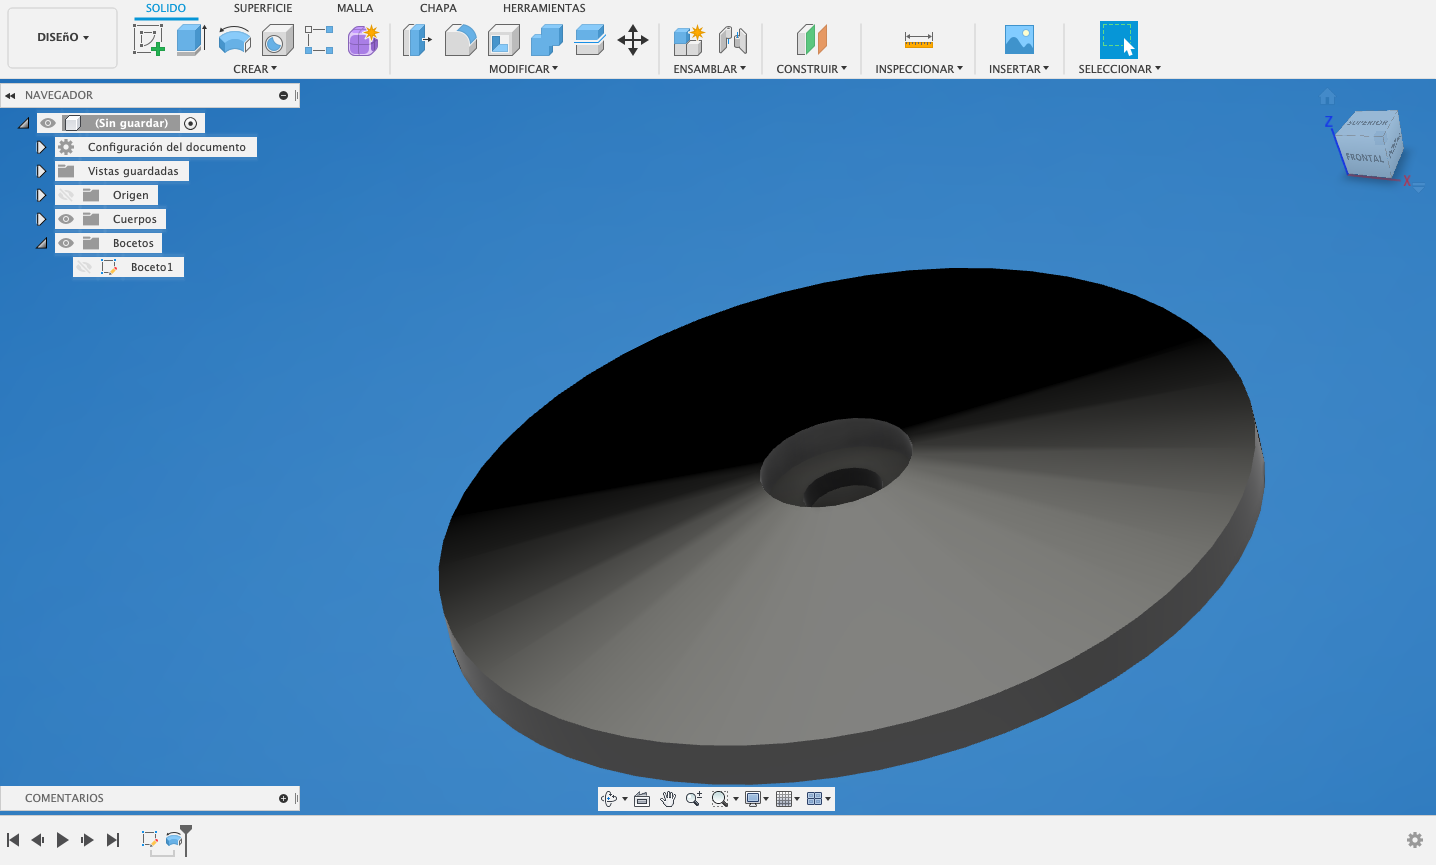 SOLIDO SUPERFICIE MALLA CHAPA HERRAMIENTAS
DISEñO
CREAR MODIFICAR ENSAMBLAR CONSTRUIR INSPECCIONAR INSERTAR SELECCIONAR
NAVEGADOR
(Sin guardar)
Configuración del documento
Vistas guardadas
Origen
Cuerpos
Bocetos
Boceto1
Z
SUPERIOR
FRONTAL
X
COMENTARIOS